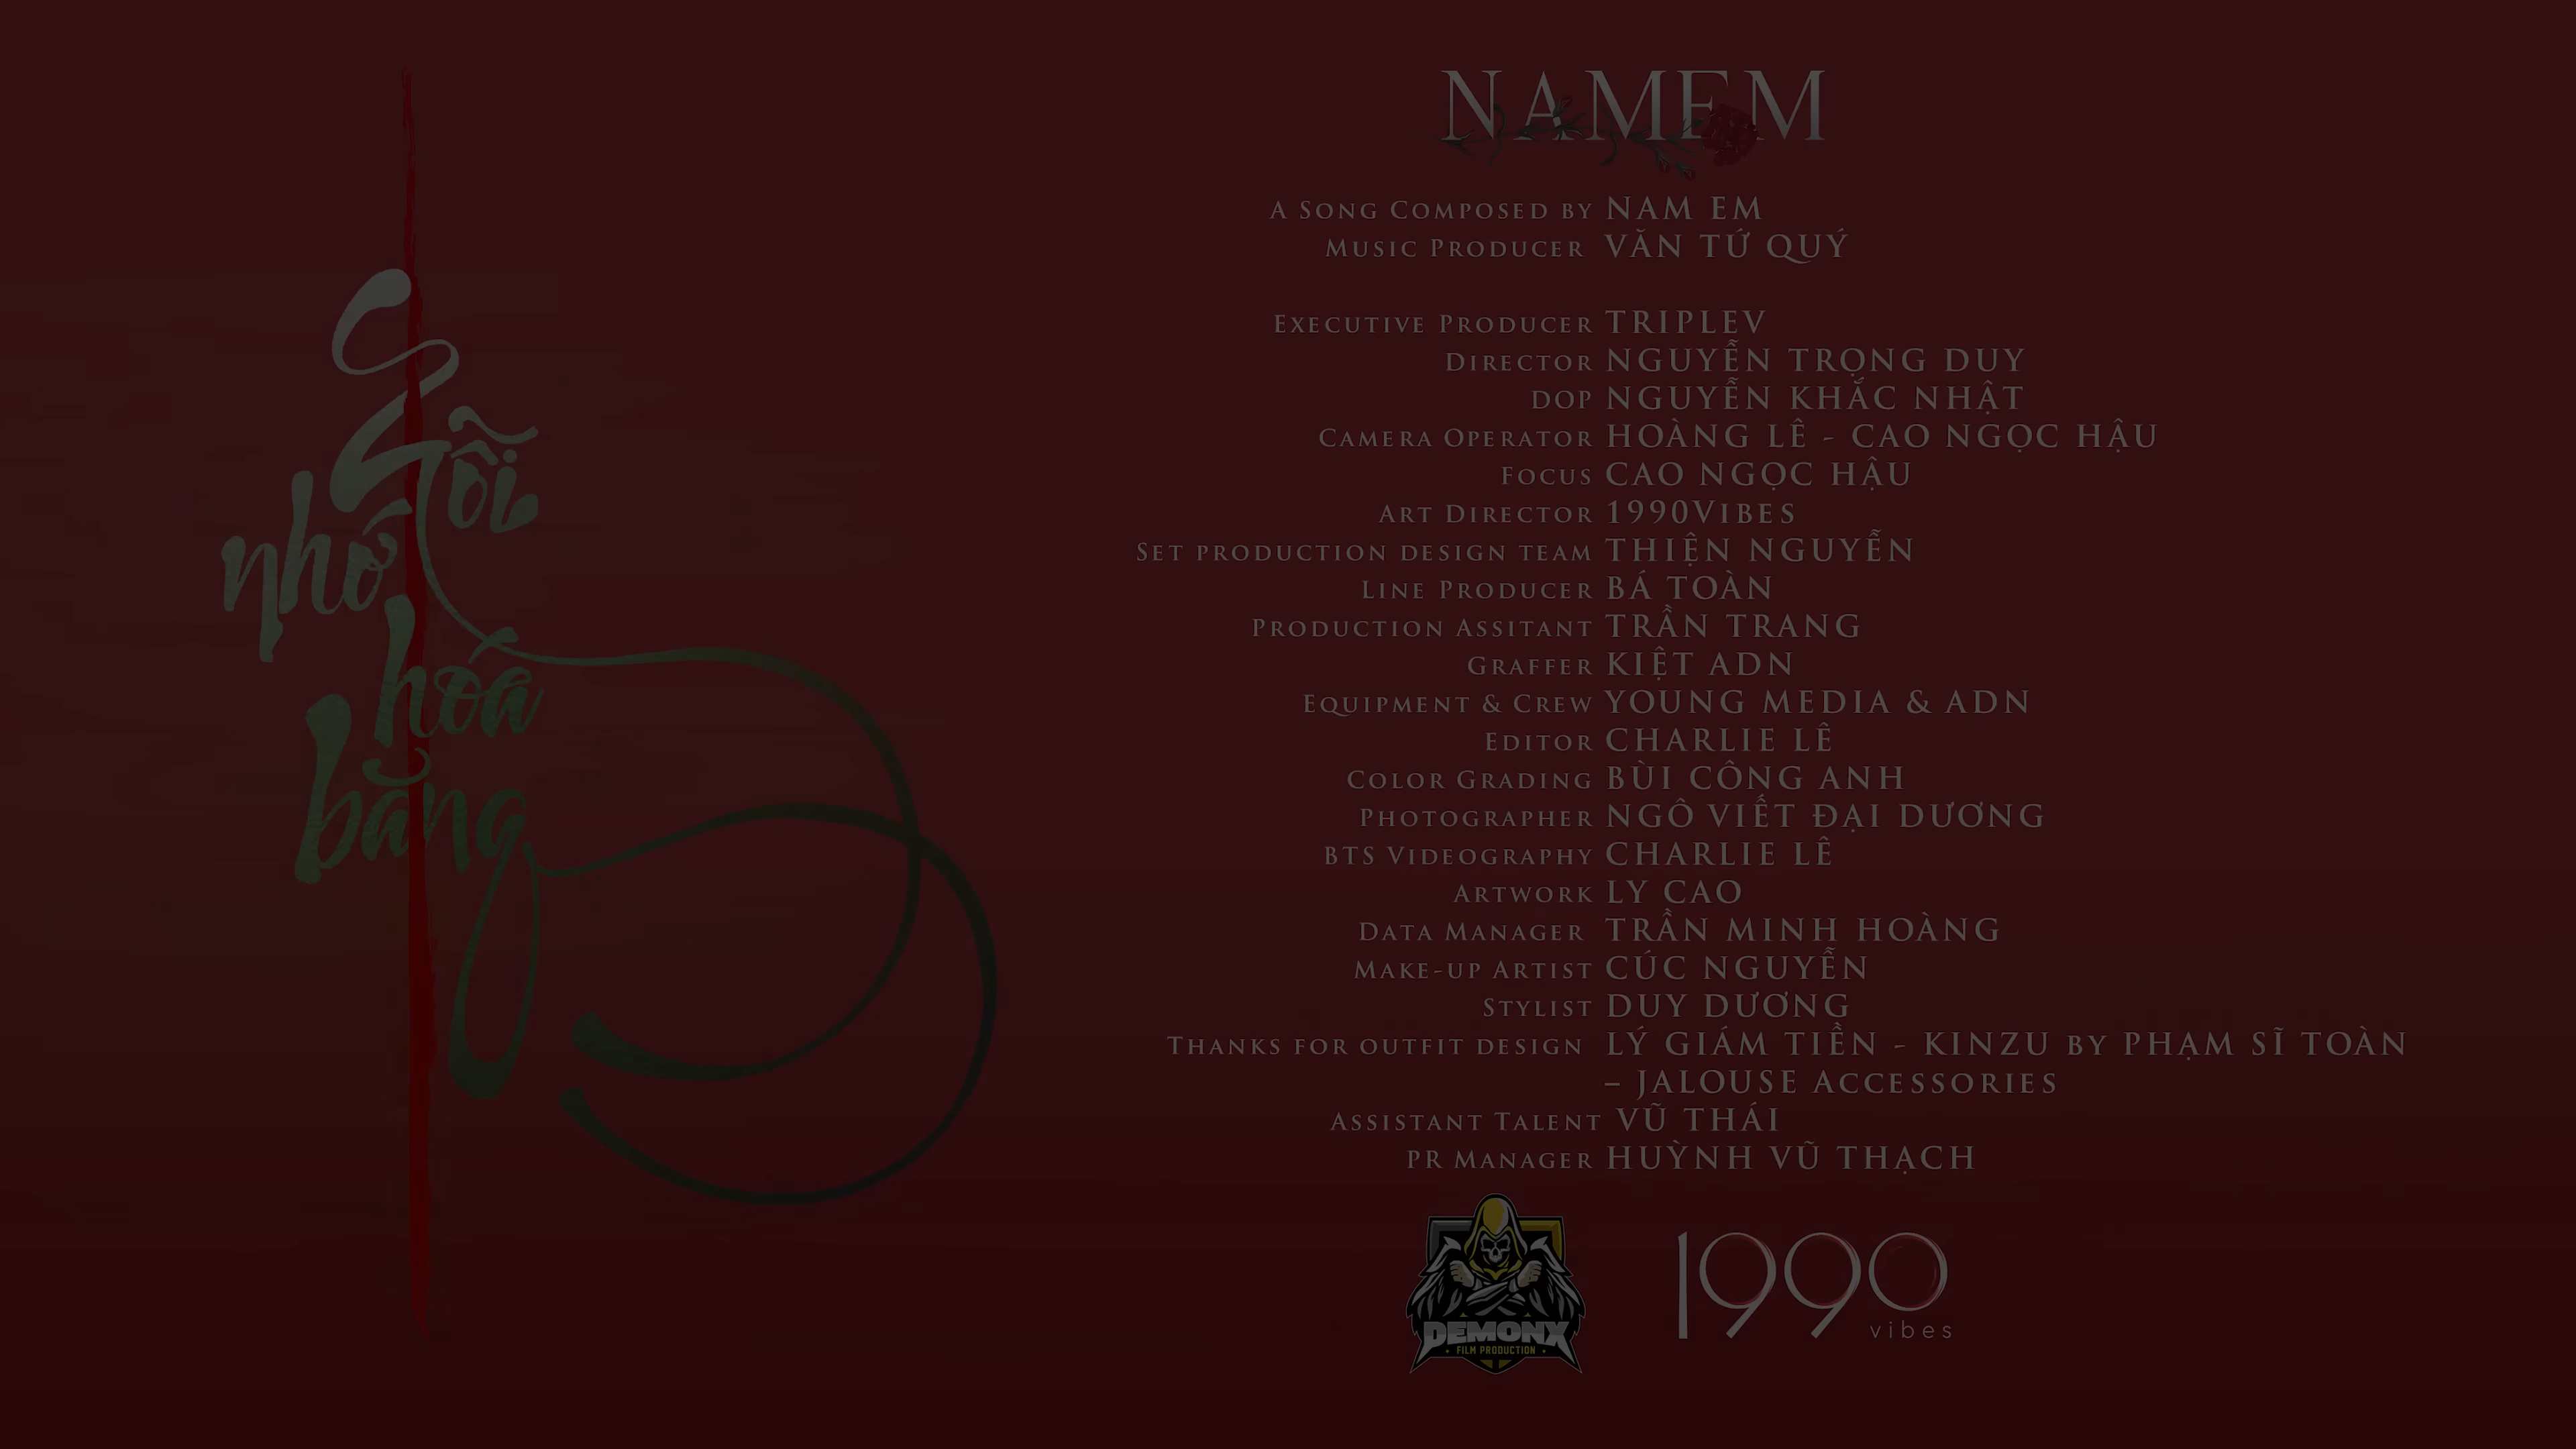 Gỗi
nhớ
hoá
bằng
NAM EM
A Song Composed by NAM EM
Music Producer VĂN TỨ QUÝ
Executive Producer TRIPLEV
Director NGUYỄN TRỌNG DUY
DOP NGUYỄN KHẮC NHẬT
Camera Operator HOÀNG LÊ - CAO NGỌC HẬU
Focus CAO NGỌC HẬU
Art Director 1990Vibes
Set production design team THIỆN NGUYỄN
Line Producer BÁ TOÀN
Production Assitant TRẦN TRANG
Graffer KIỆT ADN
Equipment & Crew YOUNG MEDIA & ADN
Editor CHARLIE LÊ
Color Grading BÙI CÔNG ANH
Photographer NGÔ VIẾT ĐẠI DƯƠNG
BTS Videography CHARLIE LÊ
Artwork LY CAO
Data Manager TRẦN MINH HOÀNG
Make-up Artist CÚC NGUYỄN
Stylist DUY DƯƠNG
Thanks for outfit design LÝ GIÁM TIỀN - KINZU by PHẠM SĨ TOÀN
– JALOUSE Accessories
Assistant Talent VŨ THÁI
PR Manager HUỲNH VŨ THẠCH
DEMONX
FILM PRODUCTION
1990
vibes